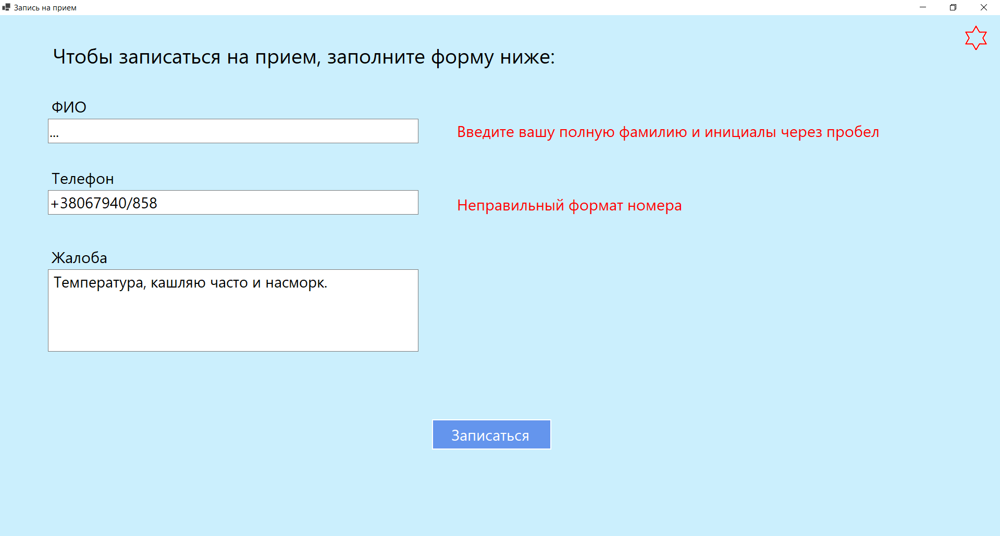 Запись на прием
Чтобы записаться на прием, заполните форму ниже:
ФИО
...
Введите вашу полную фамилию и инициалы через пробел
Телефон
+38067940/858
Неправильный формат номера
Жалоба
Температура, кашляю часто и насморк.
Записаться